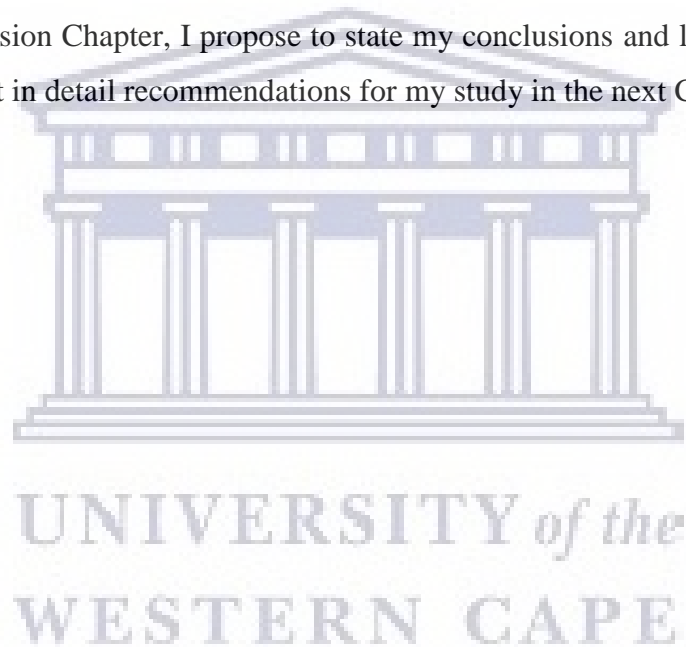 sion Chapter, I propose to state my conclusions and l
t in detail recommendations for my study in the next C
UNIVERSITY of the
WESTERN CAPE